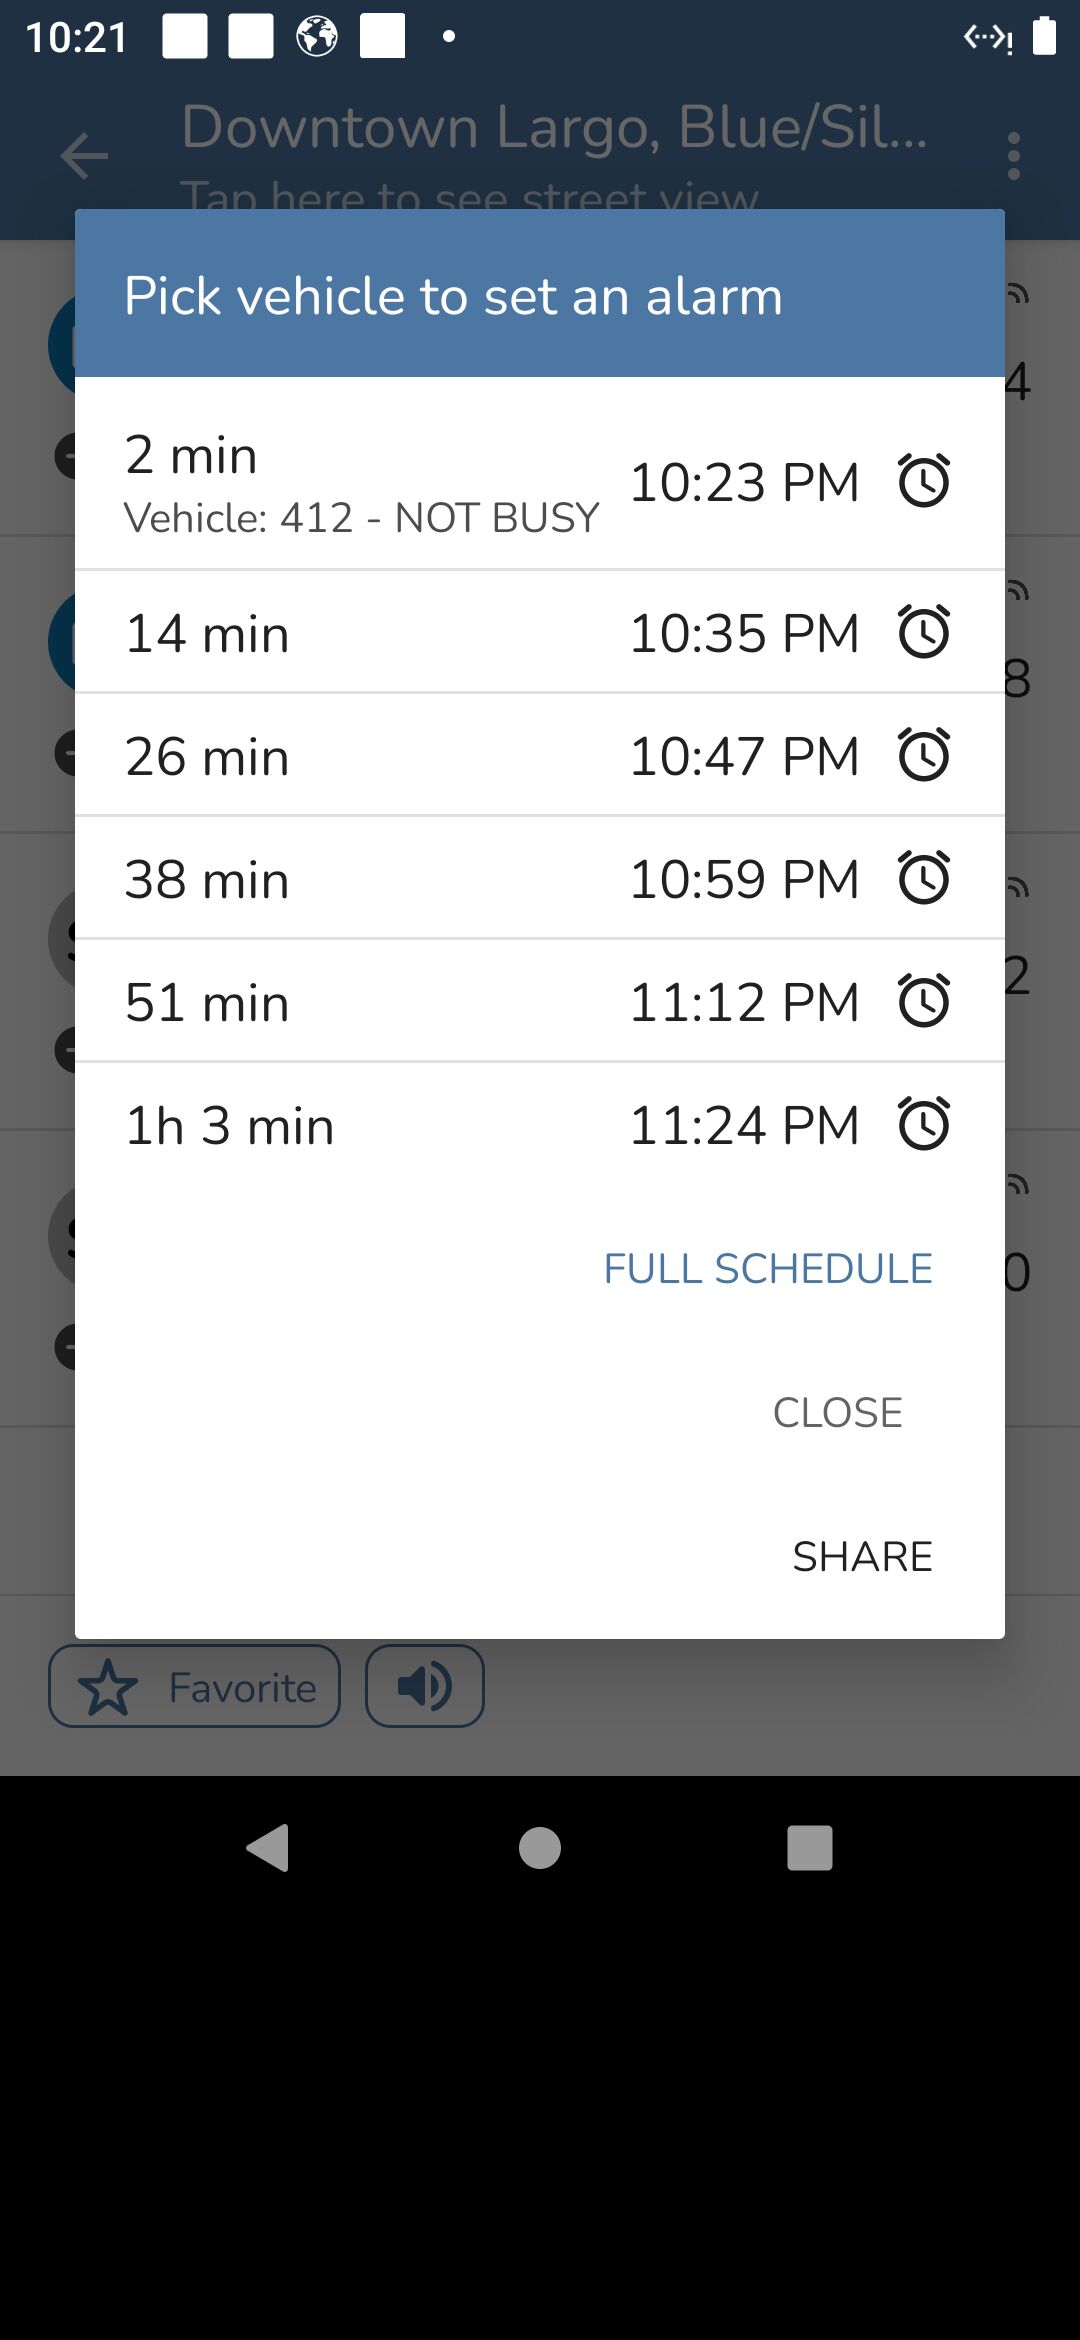 10:21
Downtown Largo, Blue/Sil...
Tap here to see street view
Pick vehicle to set an alarm
2 min
10:23 PM
Vehicle: 412 - NOT BUSY
14 min
10:35 PM
26 min
10:47 PM
38 min
10:59 PM
51 min
11:12 PM
1h 3 min
11:24 PM
FULL SCHEDULE
CLOSE
SHARE
Favorite